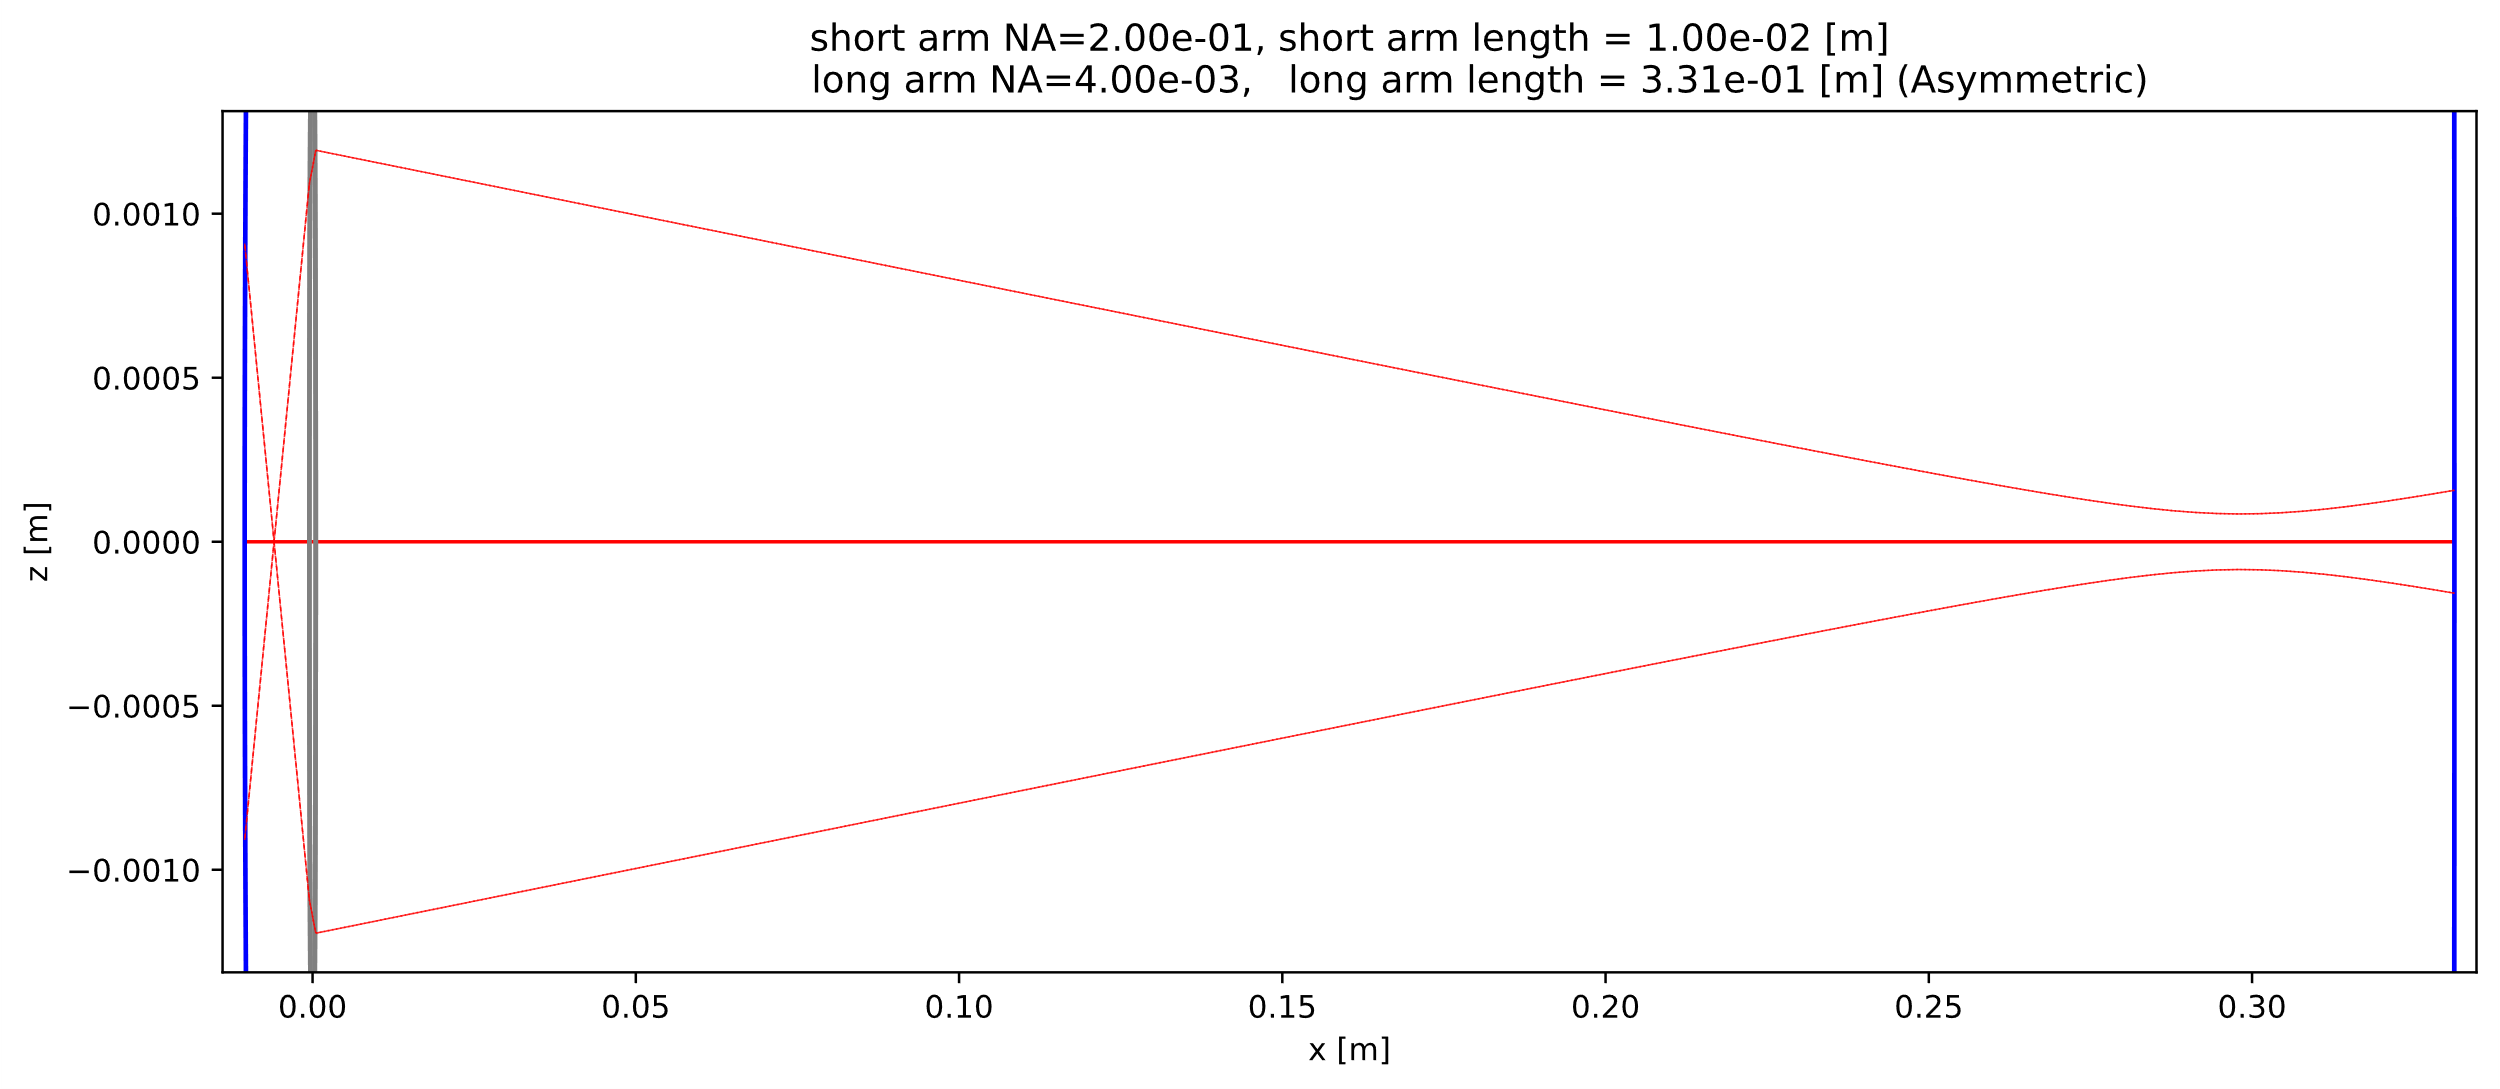 short arm NA=2.00e-01, short arm length = 1.00e-02 [m]
long arm NA=4.00e-03,   long arm length = 3.31e-01 [m] (Asymmetric)
0.0010
0.0005
0.0000
−0.0005
−0.0010
z [m]
0.00 0.05 0.10 0.15 0.20 0.25 0.30
x [m]